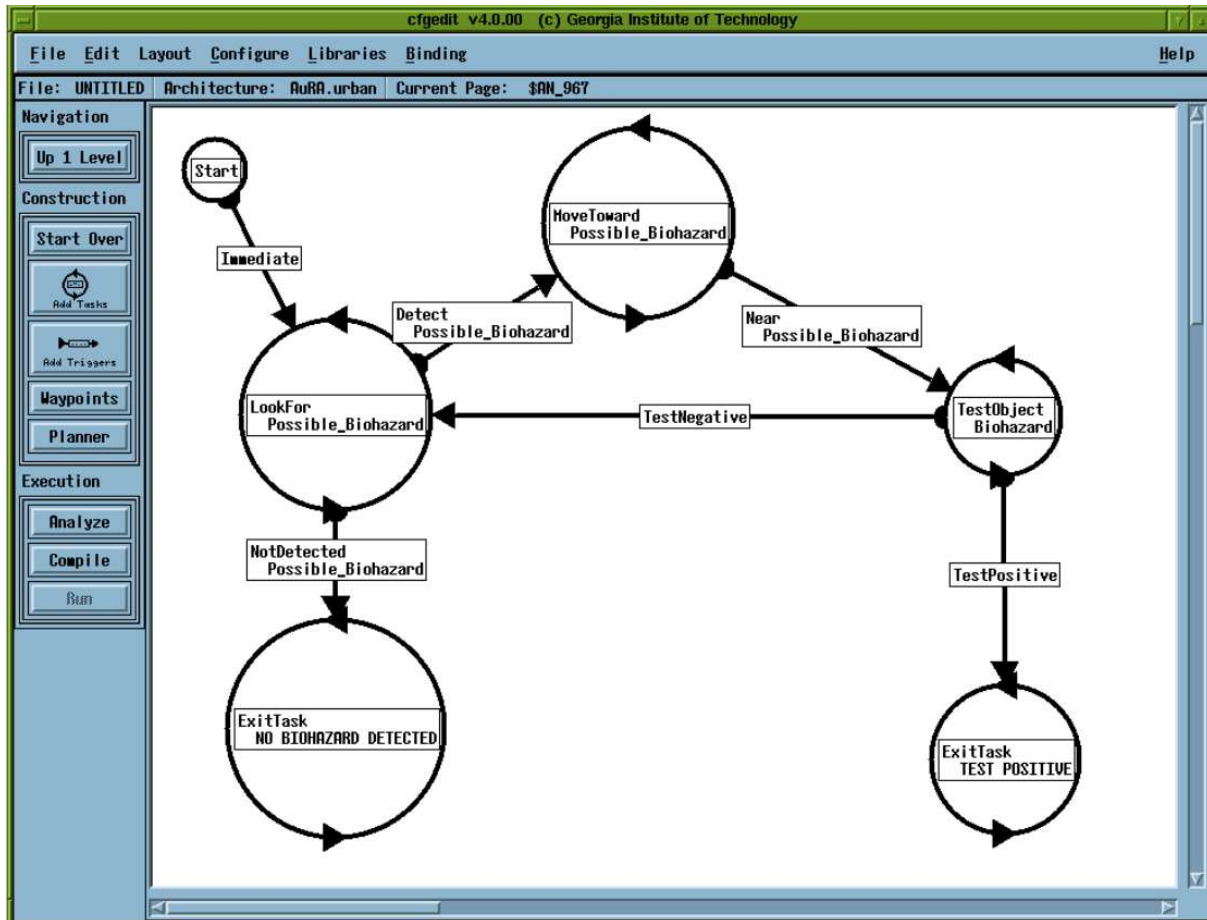 cfgedit v4.0.00 (c) Georgia Institute of Technology
File Edit Layout Configure Libraries Binding Help
File: UNTITLED Architecture: AuRA.urban Current Page: $AN_967
Navigation
Up 1 Level
Construction
Start Over
Add Tasks
Add Triggers
Waypoints
Planner
Execution
Analyze
Compile
Run
Start
Immediate
MoveToward
Possible_Biohazard
Detect
Possible_Biohazard
Near
Possible_Biohazard
LookFor
Possible_Biohazard
TestNegative
TestObject
Biohazard
NotDetected
Possible_Biohazard
TestPositive
ExitTask
NO BIOHAZARD DETECTED
ExitTask
TEST POSITIVE